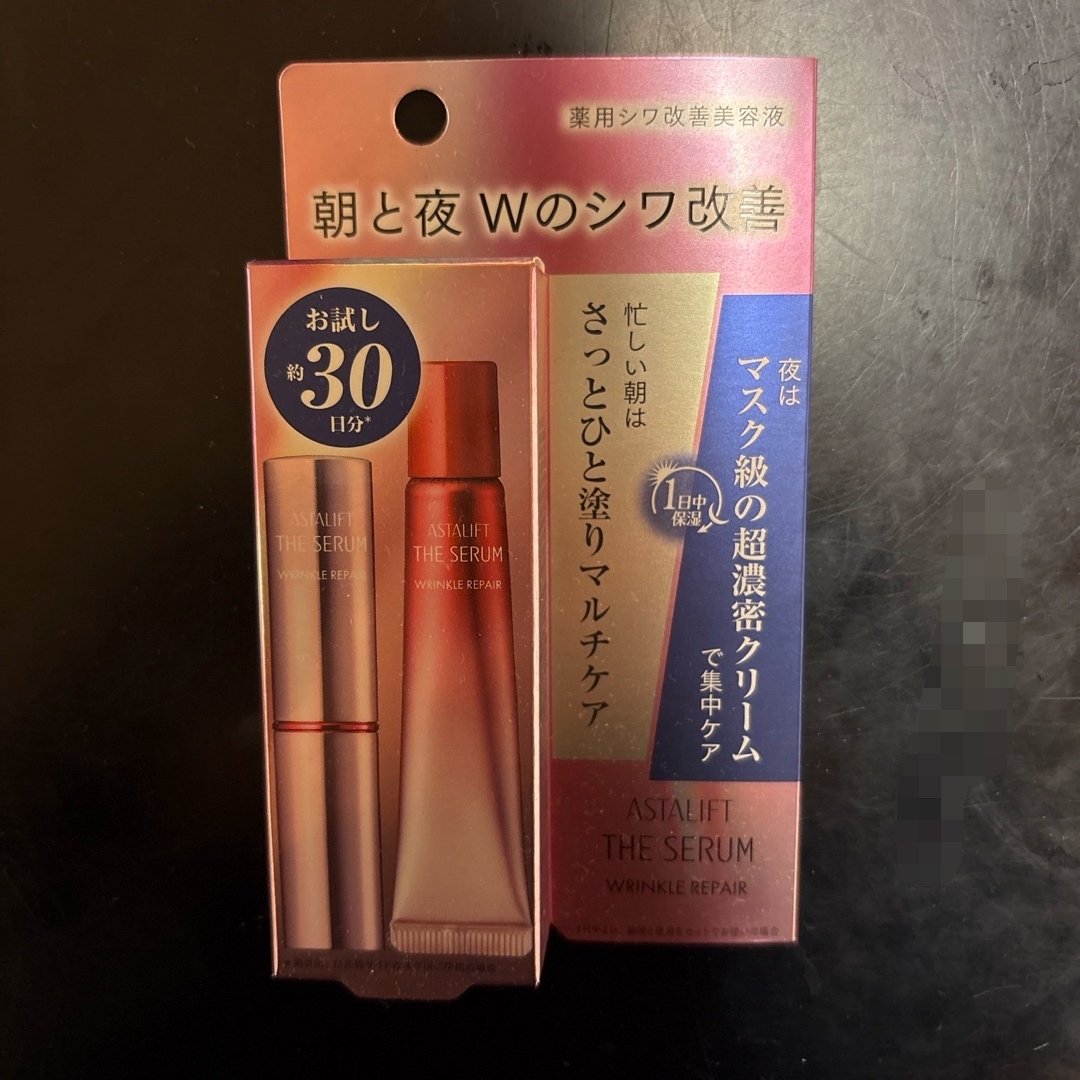 薬用シワ改善美容液
朝と夜 Wのシワ改善
お試し
約30
日分*
ASTALIFT
THE SERUM
WRINKLE REPAIR
ASTALIFT
THE SERUM
WRINKLE REPAIR
忙しい朝は
さっとひと塗りマルチケア
1日中
保湿
夜は
マスク級の超濃密クリーム
で集中ケア
ASTALIFT
THE SERUM
WRINKLE REPAIR